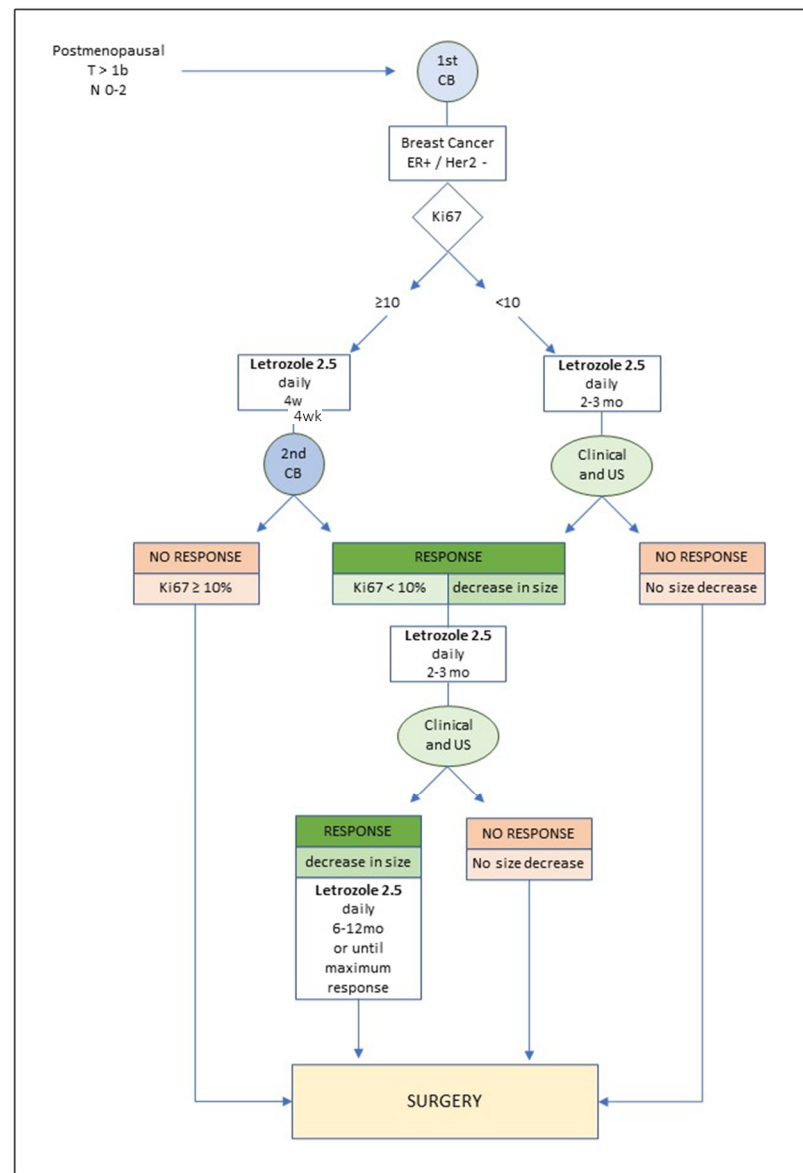 Postmenopausal
T > 1b
N 0-2
1st
CB
Breast Cancer
ER+ / Her2 -
Ki67
≥10
<10
Letrozole 2.5
daily
4w
4wk
Letrozole 2.5
daily
2-3 mo
2nd
CB
Clinical
and US
NO RESPONSE
Ki67 ≥ 10%
RESPONSE
Ki67 < 10%
decrease in size
NO RESPONSE
No size decrease
Letrozole 2.5
daily
2-3 mo
Clinical
and US
RESPONSE
decrease in size
Letrozole 2.5
daily
6-12mo
or until
maximum
response
NO RESPONSE
No size decrease
SURGERY